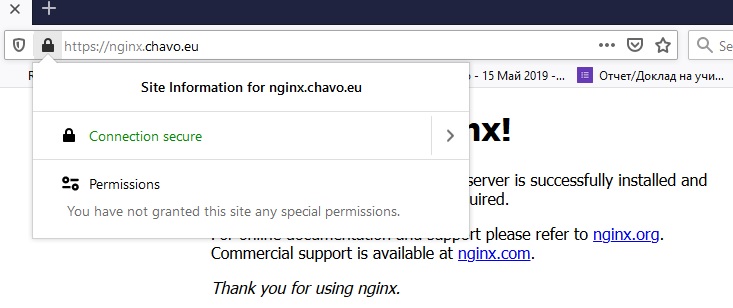 https://nginx.chavo.eu
Se
- 15 Май 2019 -... Отчет/Доклад на учи...
Site Information for nginx.chavo.eu
Connection secure
Permissions
You have not granted this site any special permissions.
nx!
server is successfully installed and
uired.
For online documentation and support please refer to nginx.org.
Commercial support is available at nginx.com.
Thank you for using nginx.